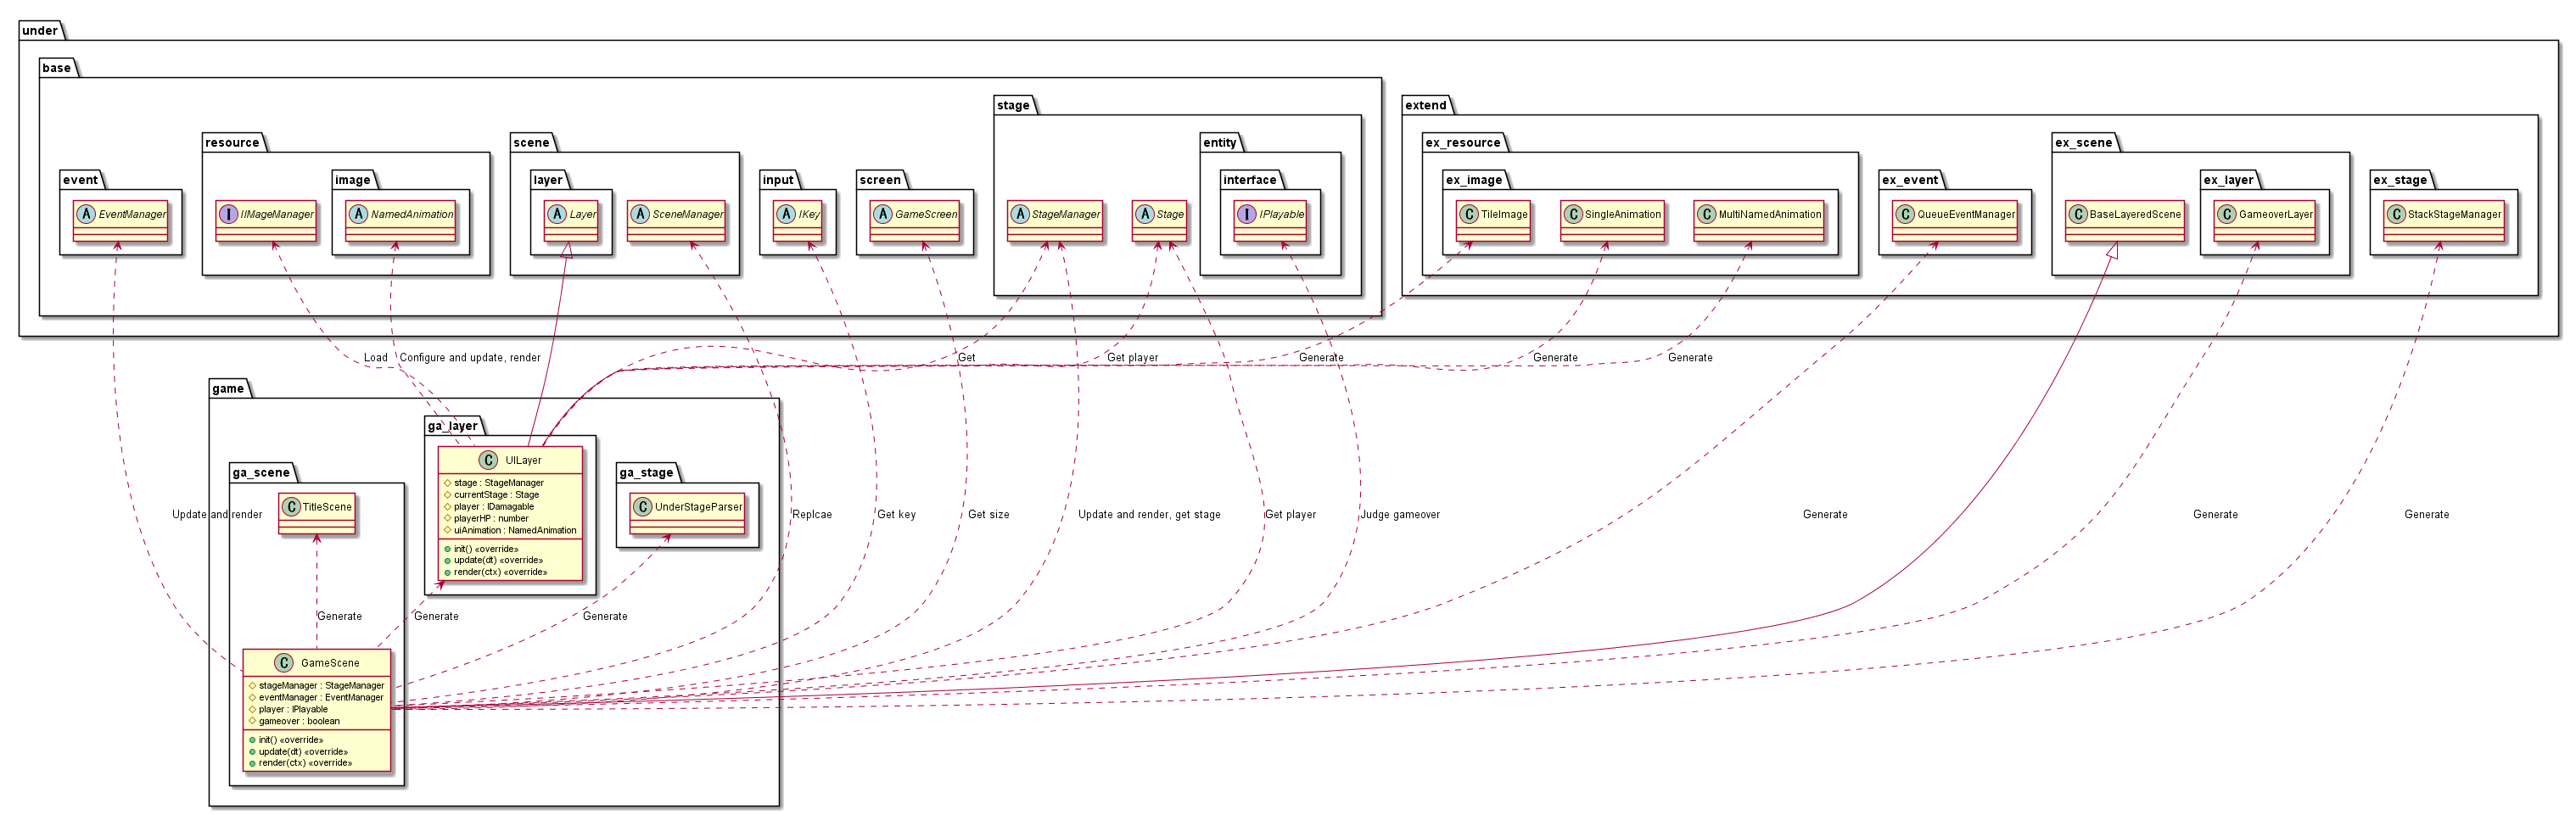 under
base
extend
stage
resource
scene
entity
ex_resource
ex_scene
event
image
layer
input
screen
interface
ex_image
ex_event
ex_layer
ex_stage
A EventManager
I IIMageManager
A NamedAnimation
A Layer
A SceneManager
A IKey
A GameScreen
A StageManager
A Stage
I IPlayable
C TileImage
C SingleAnimation
C MultiNamedAnimation
C QueueEventManager
C BaseLayeredScene
C GameoverLayer
C StackStageManager
Load
Configure and update, render
Get
Get player
Generate
Generate
Generate
game
ga_layer
ga_scene
ga_stage
C UILayer
stage : StageManager
currentStage : Stage
player : IDamagable
playerHP : number
uiAnimation : NamedAnimation
init() «override»
update(dt) «override»
render(ctx) «override»
C TitleScene
C UnderStageParser
Update and render
Replcae
Get key
Get size
Update and render, get stage
Get player
Judge gameover
Generate
Generate
Generate
Generate
Generate
Generate
C GameScene
stageManager : StageManager
eventManager : EventManager
player : IPlayable
gameover : boolean
init() «override»
update(dt) «override»
render(ctx) «override»